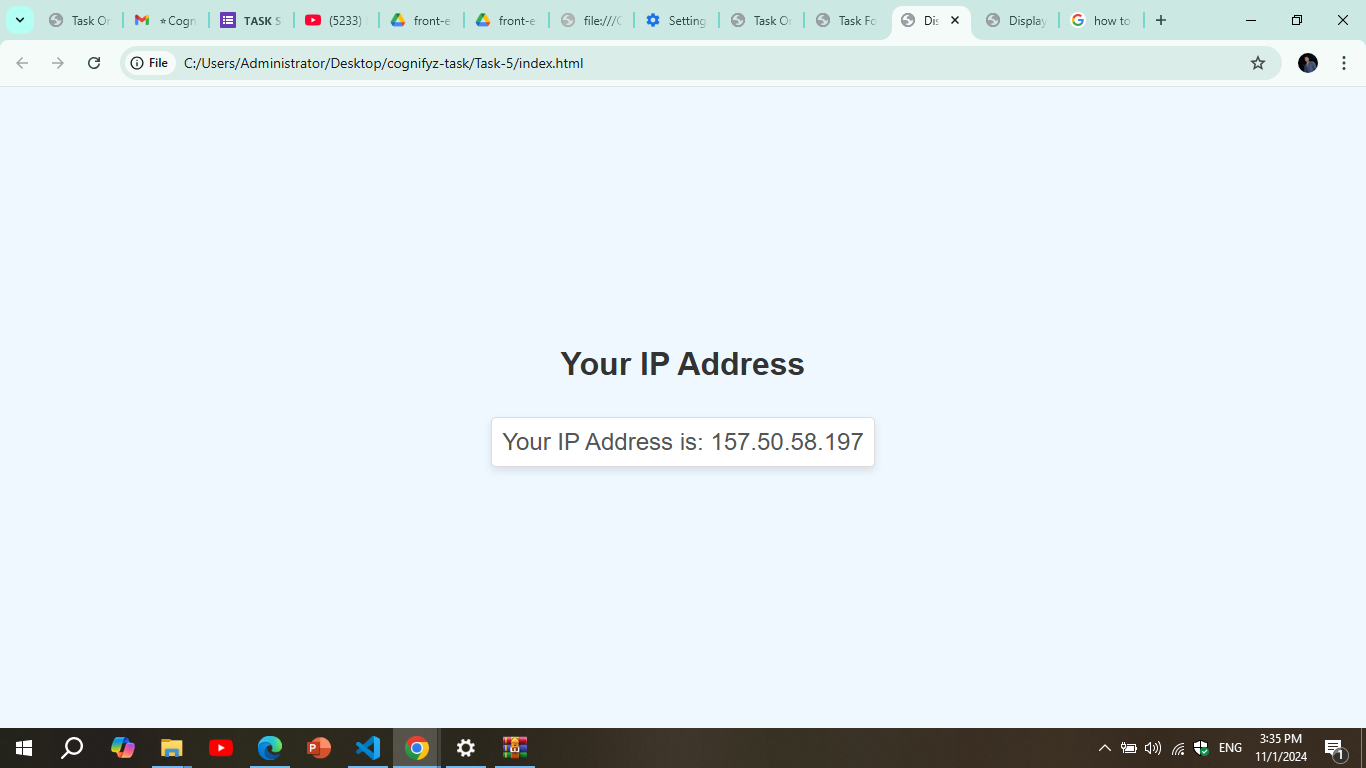 Task On
Cogn
TASK S
(5233)
front-e
front-e
file:///C
Setting
Task On
Task Fo
Dis
Display
how to
File
C:/Users/Administrator/Desktop/cognifyz-task/Task-5/index.html
Your IP Address
Your IP Address is: 157.50.58.197
ENG
3:35 PM
11/1/2024
1